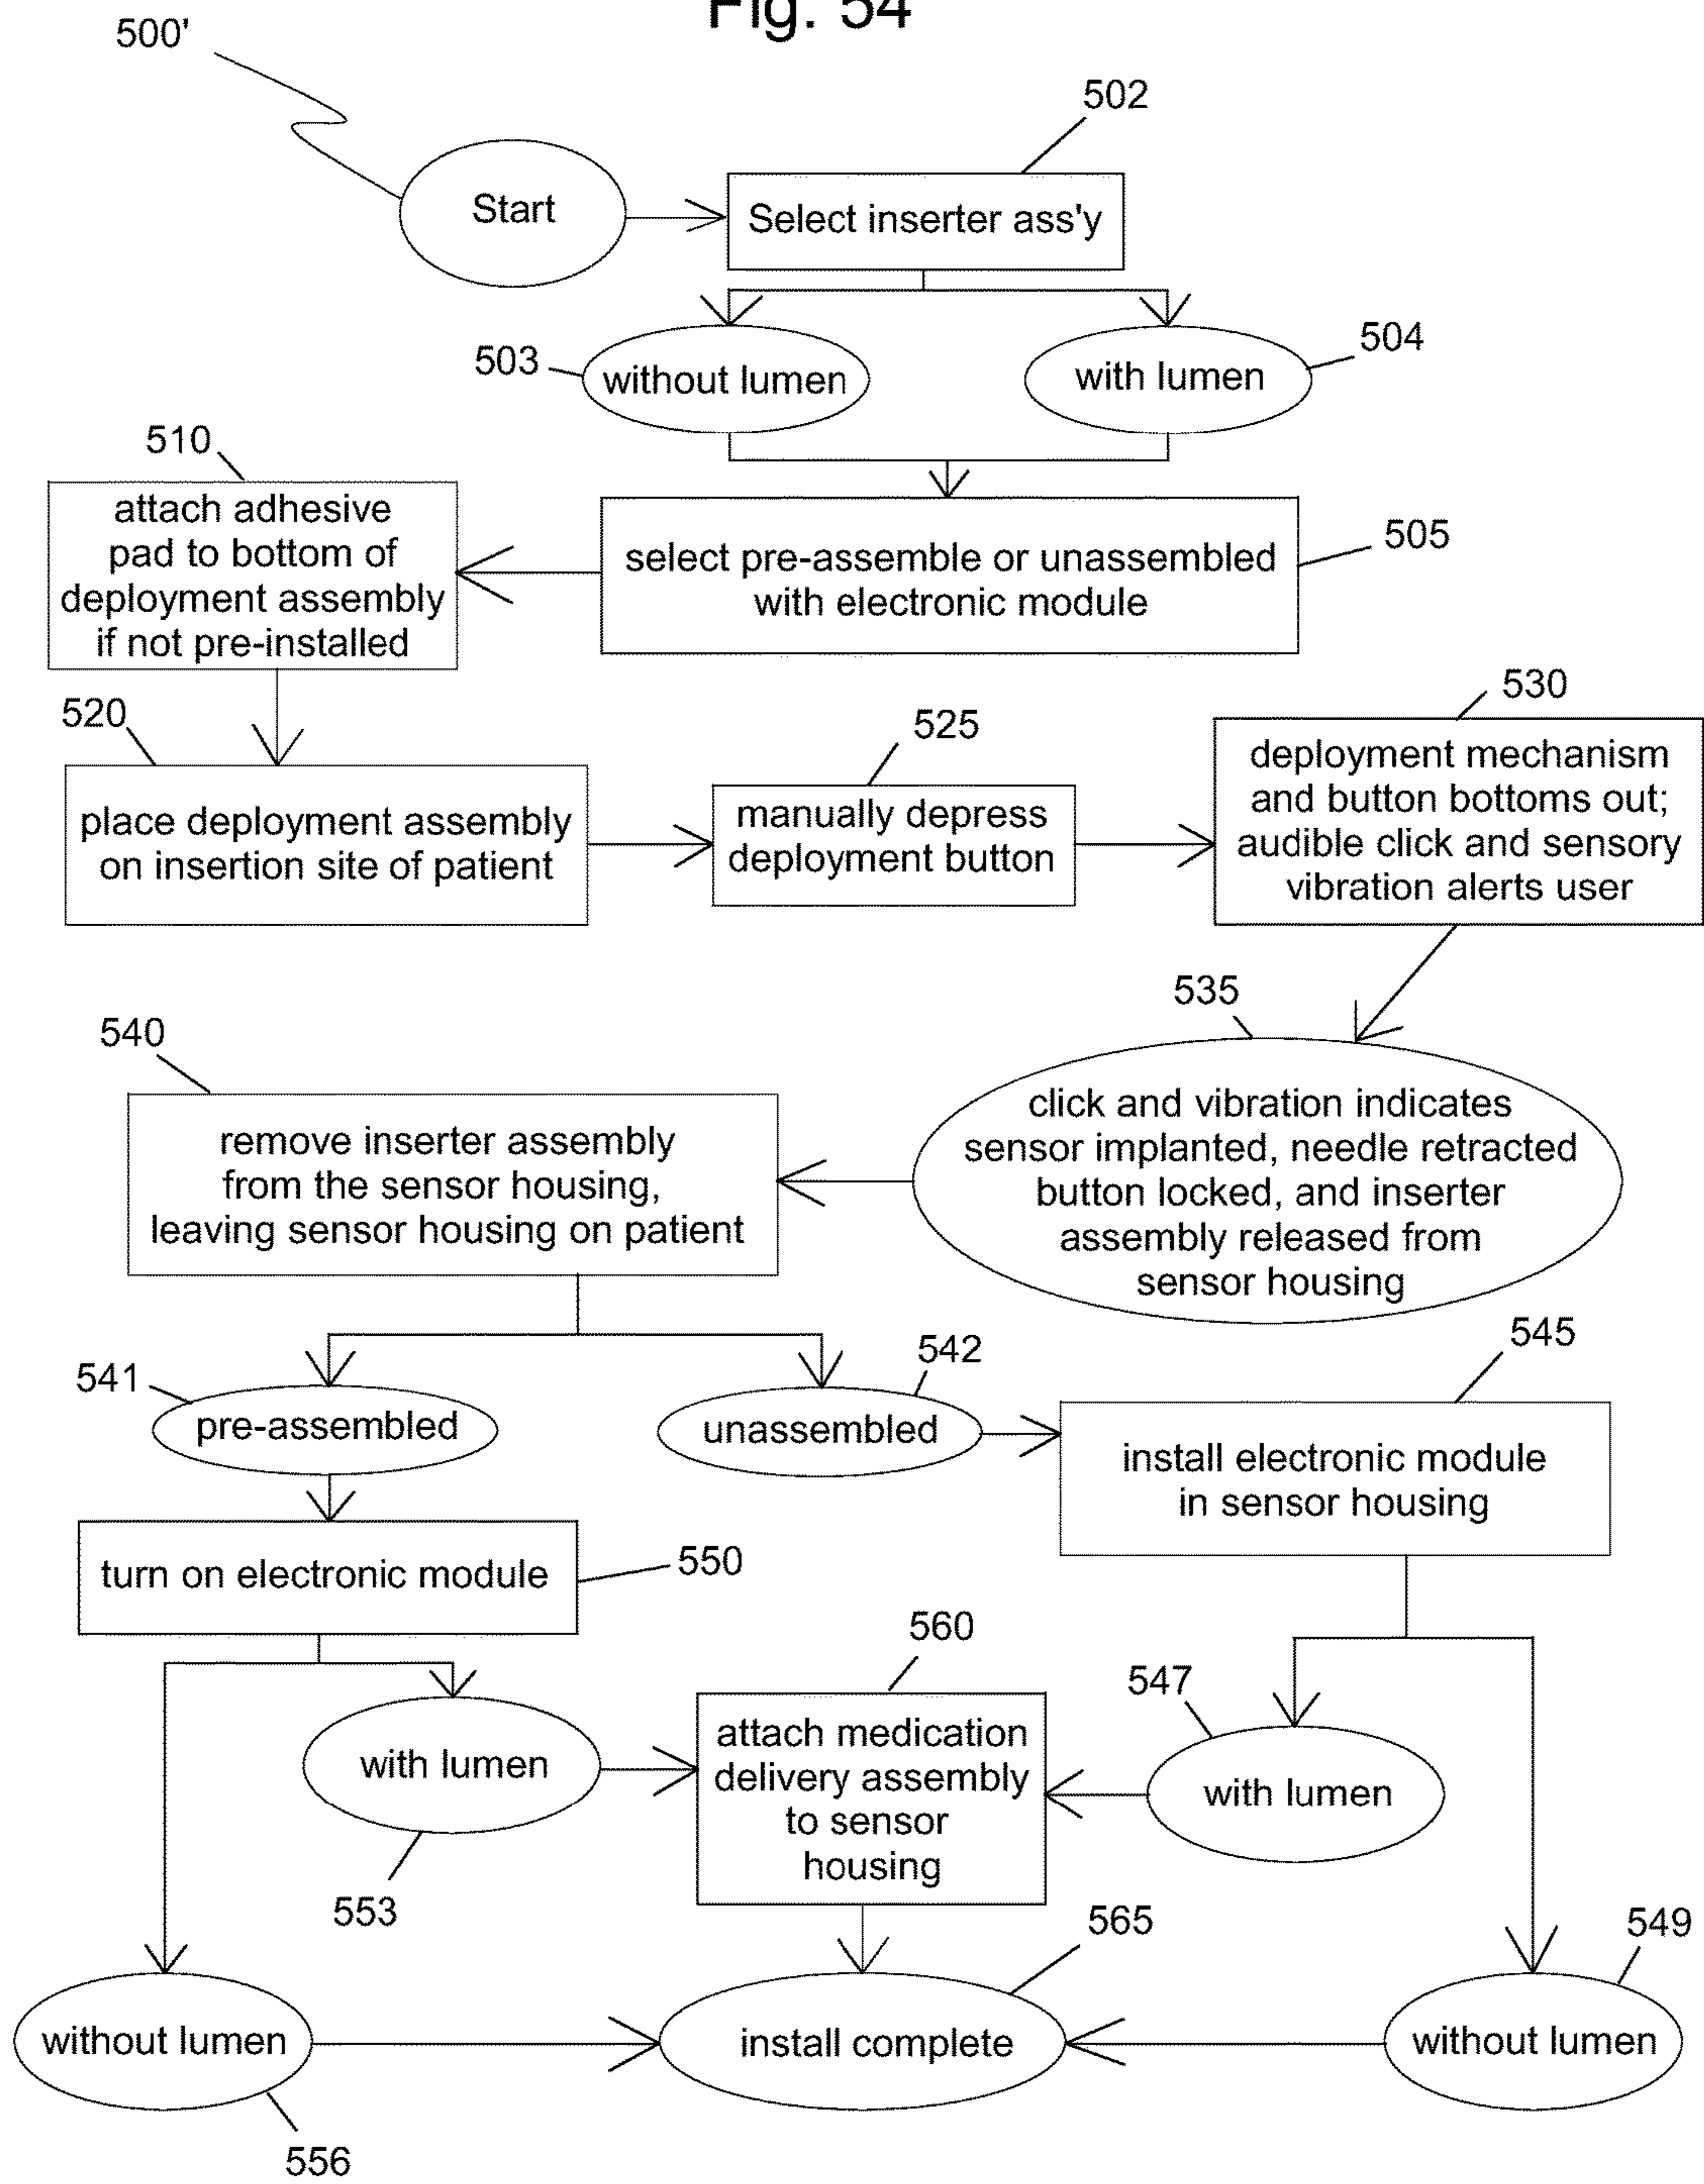 Fig. 54
500'
502
Start
Select inserter ass'y
503
without lumen
504
with lumen
510
attach adhesive
pad to bottom of
deployment assembly
if not pre-installed
505
select pre-assemble or unassembled
with electronic module
520
place deployment assembly
on insertion site of patient
525
manually depress
deployment button
530
deployment mechanism
and button bottoms out;
audible click and sensory
vibration alerts user
535
click and vibration indicates
sensor implanted, needle retracted
button locked, and inserter
assembly released from
sensor housing
540
remove inserter assembly
from the sensor housing,
leaving sensor housing on patient
541
pre-assembled
542
unassembled
545
install electronic module
in sensor housing
turn on electronic module
550
560
attach medication
delivery assembly
to sensor
housing
547
with lumen
with lumen
553
565
549
without lumen
install complete
without lumen
556